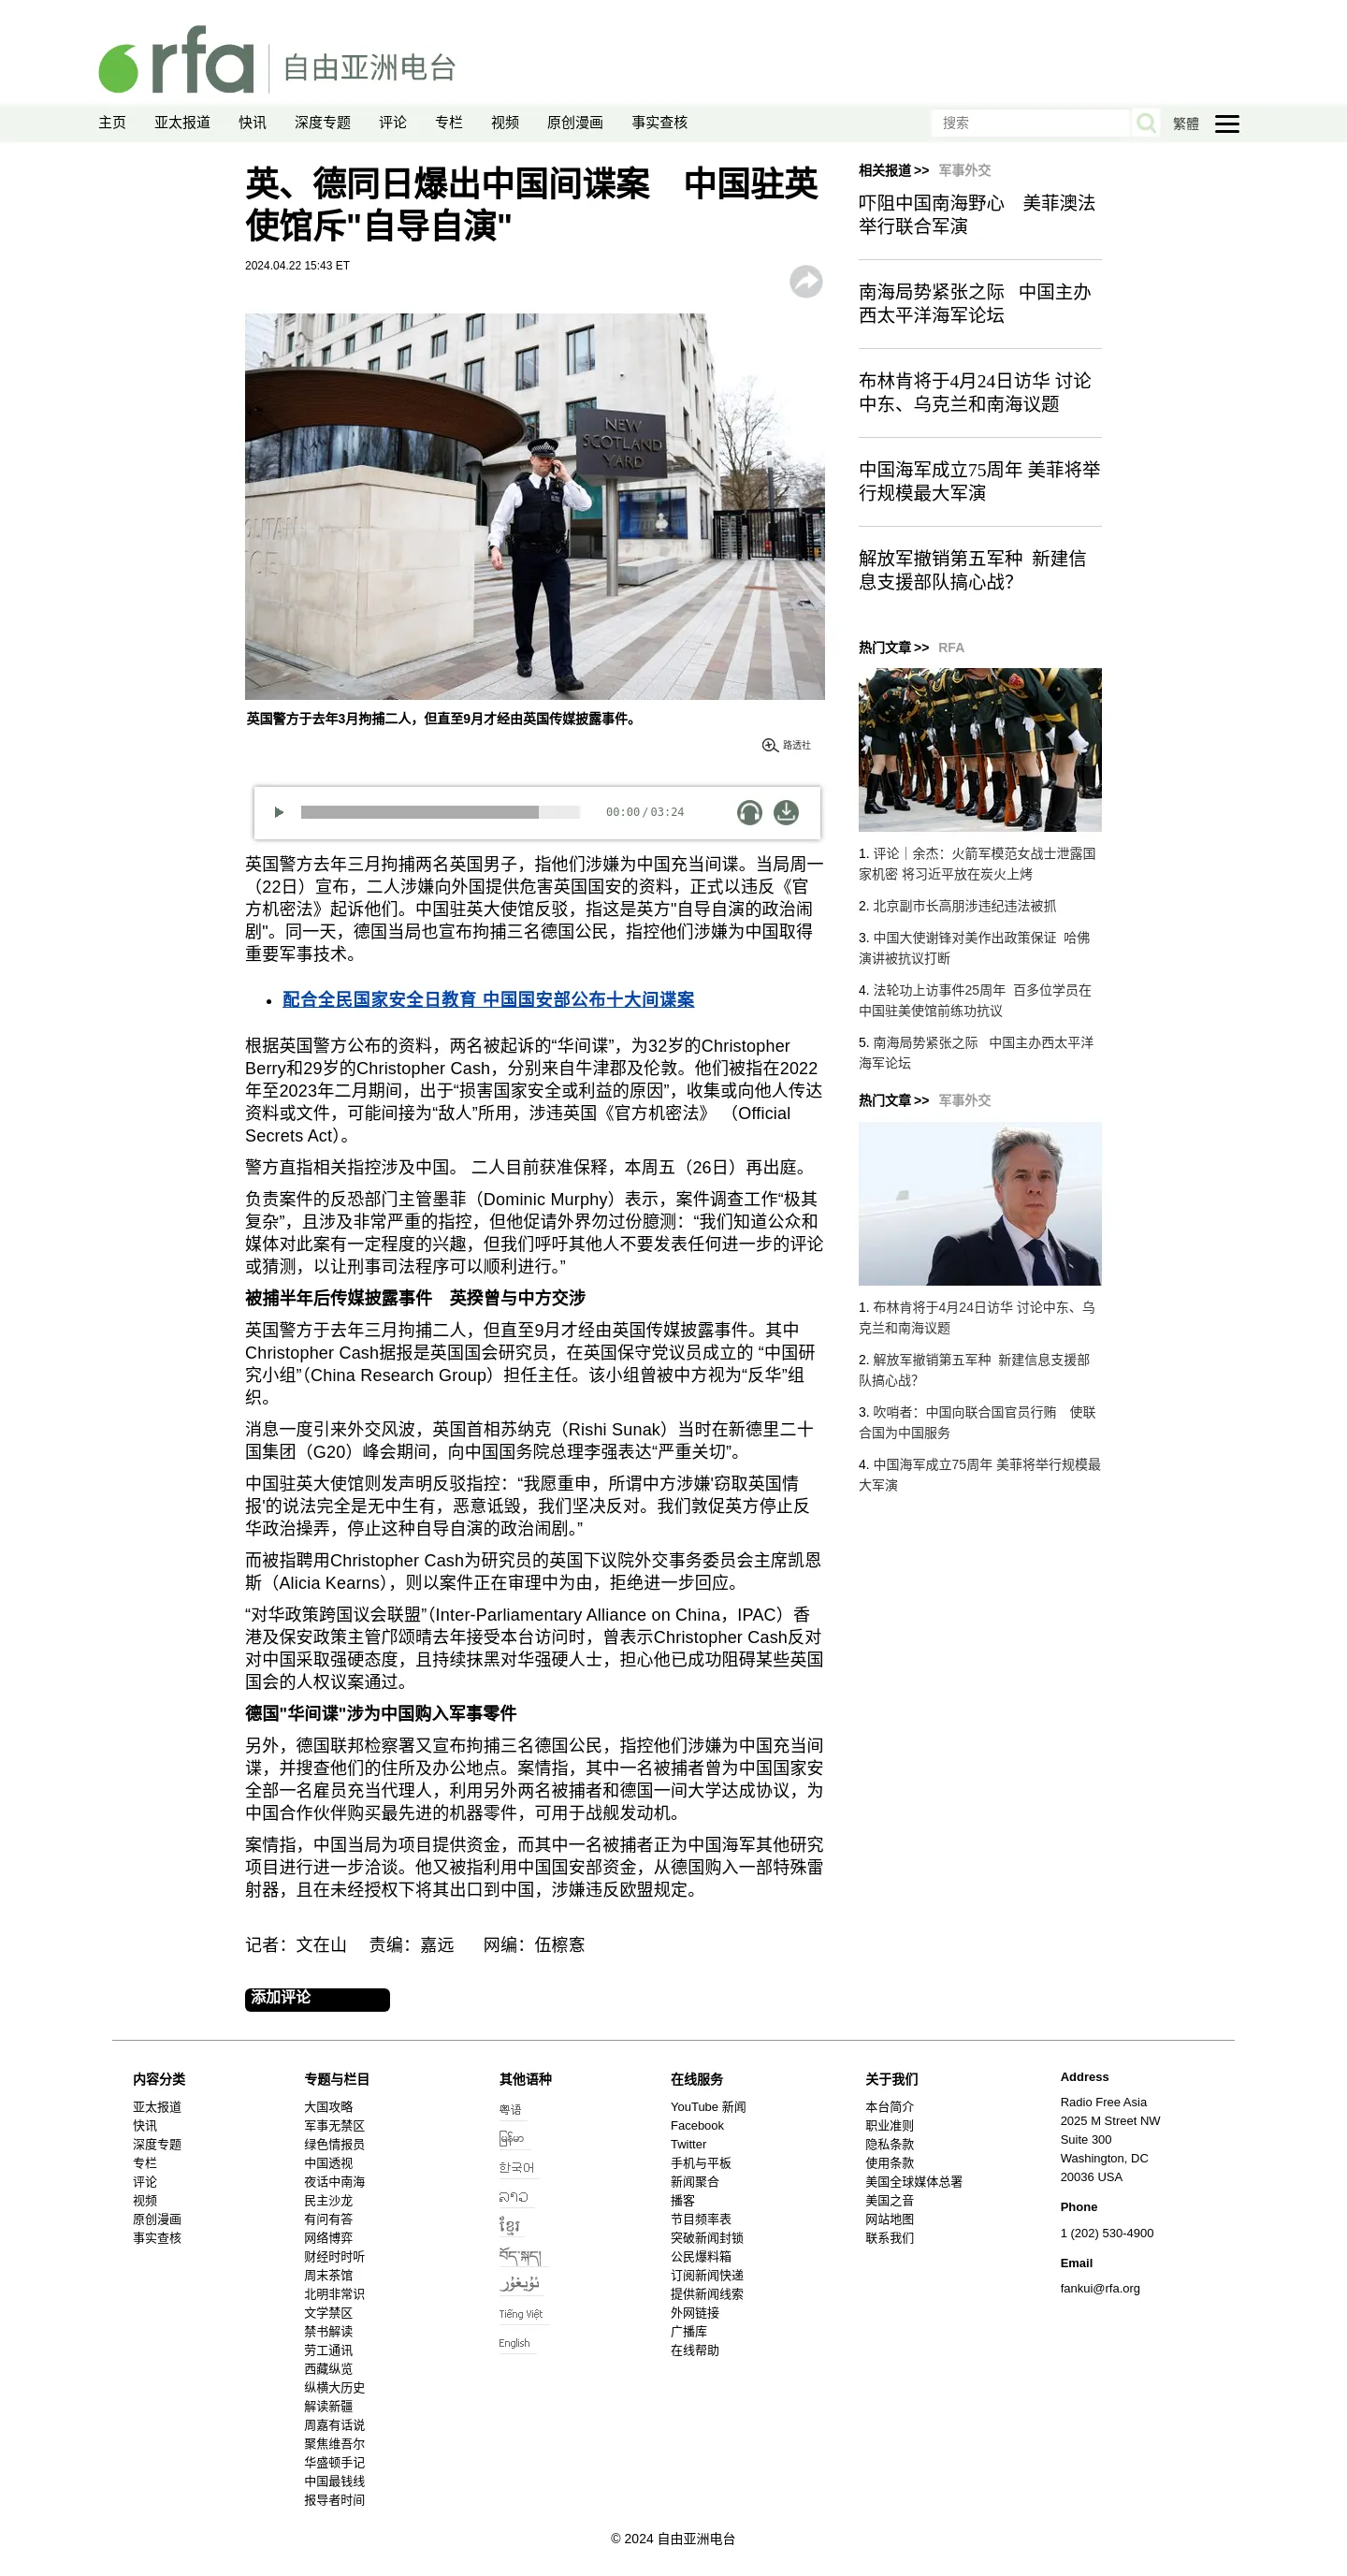 rfa 自由亚洲电台
主页 亚太报道 快讯 深度专题 评论 专栏 视频 原创漫画 事实查核 搜索 繁體
英、德同日爆出中国间谍案　中国驻英
使馆斥"自导自演"
2024.04.22 15:43 ET
NEW
SCOTLAND
YARD
英国警方于去年3月拘捕二人，但直至9月才经由英国传媒披露事件。
路透社
00:00 / 03:24
英国警方去年三月拘捕两名英国男子，指他们涉嫌为中国充当间谍。当局周一
（22日）宣布，二人涉嫌向外国提供危害英国国安的资料，正式以违反《官
方机密法》起诉他们。中国驻英大使馆反驳，指这是英方"自导自演的政治闹
剧"。同一天，德国当局也宣布拘捕三名德国公民，指控他们涉嫌为中国取得
重要军事技术。
配合全民国家安全日教育 中国国安部公布十大间谍案
根据英国警方公布的资料，两名被起诉的“华间谍”，为32岁的Christopher
Berry和29岁的Christopher Cash，分别来自牛津郡及伦敦。他们被指在2022
年至2023年二月期间，出于“损害国家安全或利益的原因”，收集或向他人传达
资料或文件，可能间接为“敌人”所用，涉违英国《官方机密法》 （Official
Secrets Act）。
警方直指相关指控涉及中国。 二人目前获准保释，本周五（26日）再出庭。
负责案件的反恐部门主管墨菲（Dominic Murphy）表示，案件调查工作“极其
复杂”，且涉及非常严重的指控，但他促请外界勿过份臆测：“我们知道公众和
媒体对此案有一定程度的兴趣，但我们呼吁其他人不要发表任何进一步的评论
或猜测，以让刑事司法程序可以顺利进行。”
被捕半年后传媒披露事件　英揆曾与中方交涉
英国警方于去年三月拘捕二人，但直至9月才经由英国传媒披露事件。其中
Christopher Cash据报是英国国会研究员，在英国保守党议员成立的 “中国研
究小组”（China Research Group）担任主任。该小组曾被中方视为“反华”组
织。
消息一度引来外交风波，英国首相苏纳克（Rishi Sunak）当时在新德里二十
国集团（G20）峰会期间，向中国国务院总理李强表达“严重关切”。
中国驻英大使馆则发声明反驳指控：“我愿重申，所谓中方涉嫌'窃取英国情
报'的说法完全是无中生有，恶意诋毁，我们坚决反对。我们敦促英方停止反
华政治操弄，停止这种自导自演的政治闹剧。”
而被指聘用Christopher Cash为研究员的英国下议院外交事务委员会主席凯恩
斯（Alicia Kearns），则以案件正在审理中为由，拒绝进一步回应。
“对华政策跨国议会联盟”（Inter-Parliamentary Alliance on China，IPAC）香
港及保安政策主管邝颂晴去年接受本台访问时，曾表示Christopher Cash反对
对中国采取强硬态度，且持续抹黑对华强硬人士，担心他已成功阻碍某些英国
国会的人权议案通过。
德国"华间谍"涉为中国购入军事零件
另外，德国联邦检察署又宣布拘捕三名德国公民，指控他们涉嫌为中国充当间
谍，并搜查他们的住所及办公地点。案情指，其中一名被捕者曾为中国国家安
全部一名雇员充当代理人，利用另外两名被捕者和德国一间大学达成协议，为
中国合作伙伴购买最先进的机器零件，可用于战舰发动机。
案情指，中国当局为项目提供资金，而其中一名被捕者正为中国海军其他研究
项目进行进一步洽谈。他又被指利用中国国安部资金，从德国购入一部特殊雷
射器，且在未经授权下将其出口到中国，涉嫌违反欧盟规定。
记者：文在山　 责编：嘉远　  网编：伍檫愙
添加评论
相关报道 >> 军事外交
吓阻中国南海野心　美菲澳法
举行联合军演
南海局势紧张之际   中国主办
西太平洋海军论坛
布林肯将于4月24日访华 讨论
中东、乌克兰和南海议题
中国海军成立75周年 美菲将举
行规模最大军演
解放军撤销第五军种  新建信
息支援部队搞心战？
热门文章 >> RFA
1. 评论｜余杰：火箭军模范女战士泄露国
家机密 将习近平放在炭火上烤
2. 北京副市长高朋涉违纪违法被抓
3. 中国大使谢锋对美作出政策保证  哈佛
演讲被抗议打断
4. 法轮功上访事件25周年  百多位学员在
中国驻美使馆前练功抗议
5. 南海局势紧张之际   中国主办西太平洋
海军论坛
热门文章 >> 军事外交
1. 布林肯将于4月24日访华 讨论中东、乌
克兰和南海议题
2. 解放军撤销第五军种  新建信息支援部
队搞心战？
3. 吹哨者：中国向联合国官员行贿　使联
合国为中国服务
4. 中国海军成立75周年 美菲将举行规模最
大军演
内容分类
亚太报道
快讯
深度专题
专栏
评论
视频
原创漫画
事实查核
专题与栏目
大国攻略
军事无禁区
绿色情报员
中国透视
夜话中南海
民主沙龙
有问有答
网络博弈
财经时时听
周末茶馆
北明非常识
文学禁区
禁书解读
劳工通讯
西藏纵览
纵横大历史
解读新疆
周嘉有话说
聚焦维吾尔
华盛顿手记
中国最钱线
报导者时间
其他语种
粤语
မြန်မာ
한국어
ລາວ
ខ្មែរ
བོད་སྐད།
ئۇيغۇر
Tiếng Việt
English
在线服务
YouTube 新闻
Facebook
Twitter
手机与平板
新闻聚合
播客
节目频率表
突破新闻封锁
公民爆料箱
订阅新闻快递
提供新闻线索
外网链接
广播库
在线帮助
关于我们
本台简介
职业准则
隐私条款
使用条款
美国全球媒体总署
美国之音
网站地图
联系我们
Address
Radio Free Asia
2025 M Street NW
Suite 300
Washington, DC
20036 USA
Phone
1 (202) 530-4900
Email
fankui@rfa.org
© 2024 自由亚洲电台